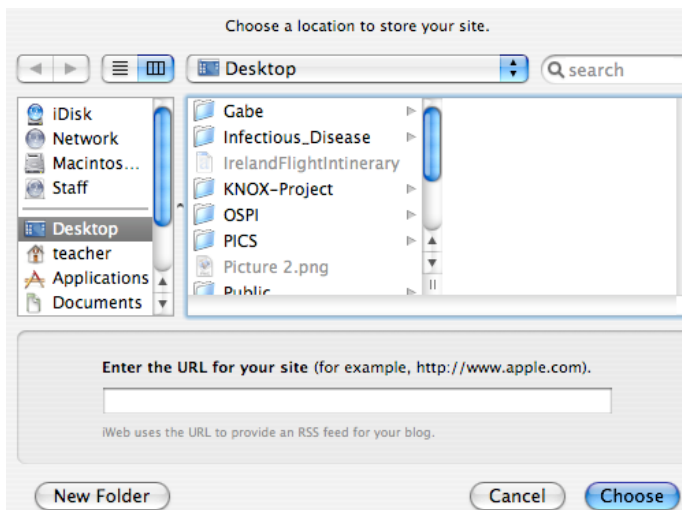 Choose a location to store your site.
Desktop
search
iDisk
Network
Macintos...
Staff
Desktop
teacher
Applications
Documents
Gabe
Infectious_Disease
IrelandFlightIntinerary
KNOX-Project
OSPI
PICS
Picture 2.png
Public
Enter the URL for your site (for example, http://www.apple.com).
iWeb uses the URL to provide an RSS feed for your blog.
New Folder
Cancel
Choose